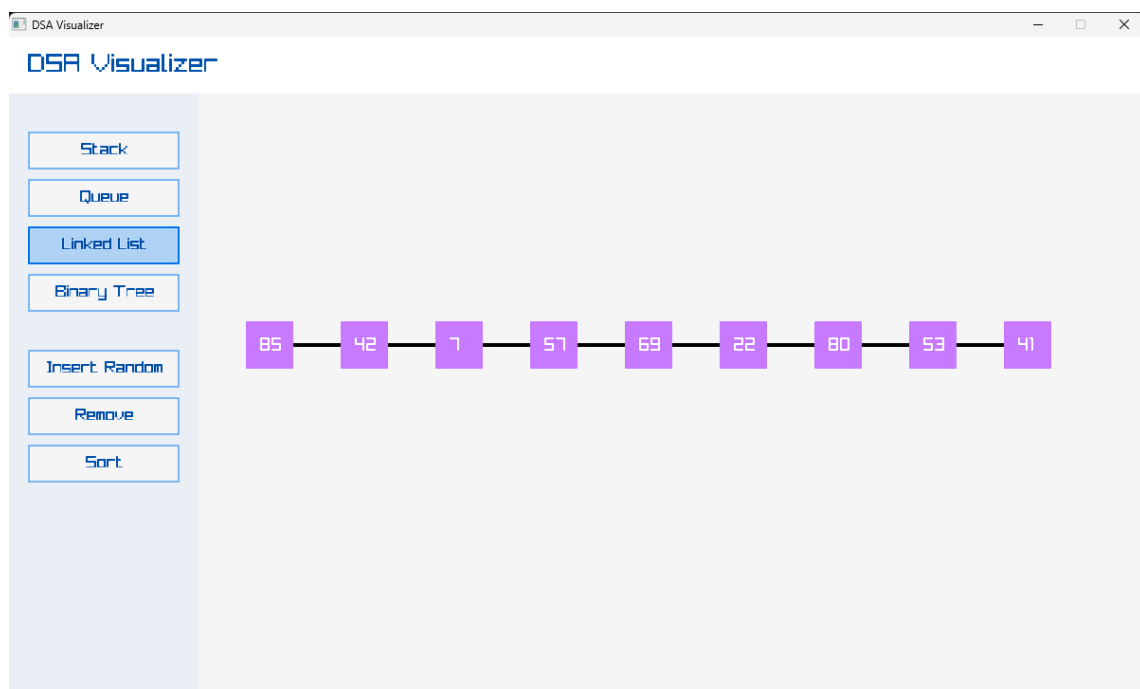 DSA Visualizer
DSA Visualizer
Stack
Queue
Linked List
Binary Tree
Insert Random
Remove
Sort
85 42 7 57 69 22 80 53 41